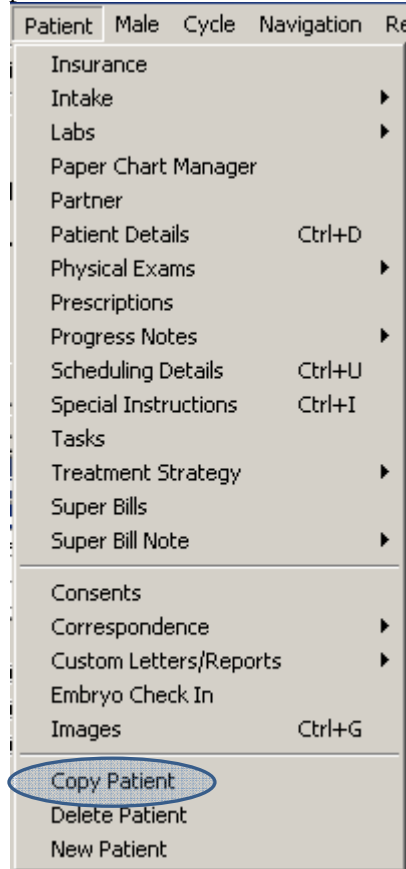 Patient Male Cycle Navigation Re
Insurance
Intake
Labs
Paper Chart Manager
Partner
Patient Details Ctrl+D
Physical Exams
Prescriptions
Progress Notes
Scheduling Details Ctrl+U
Special Instructions Ctrl+I
Tasks
Treatment Strategy
Super Bills
Super Bill Note
Consents
Correspondence
Custom Letters/Reports
Embryo Check In
Images Ctrl+G
Copy Patient
Delete Patient
New Patient